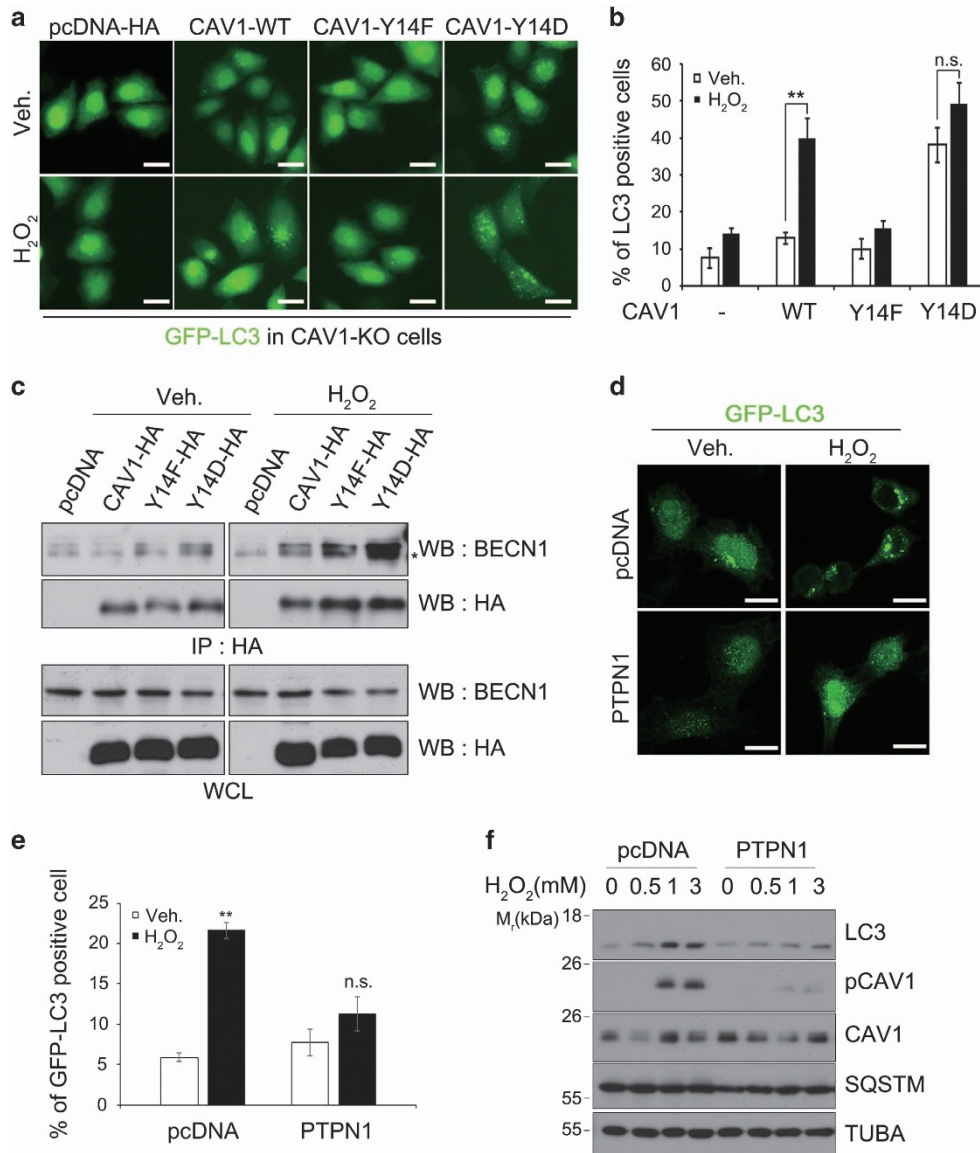 a
pcDNA-HA CAV1-WT CAV1-Y14F CAV1-Y14D
Veh.
H₂O₂
GFP-LC3 in CAV1-KO cells
b
% of LC3 positive cells
60
50
40
30
20
10
0
Veh.
H₂O₂
**
n.s.
CAV1 - WT Y14F Y14D
c
Veh. H₂O₂
pcDNA CAV1-HA Y14F-HA Y14D-HA pcDNA CAV1-HA Y14F-HA Y14D-HA
* WB : BECN1
WB : HA
IP : HA
WB : BECN1
WB : HA
WCL
d
GFP-LC3
Veh. H₂O₂
pcDNA
PTPN1
e
% of GFP-LC3 positive cell
25
20
15
10
5
0
Veh.
H₂O₂
**
n.s.
pcDNA PTPN1
f
pcDNA PTPN1
H₂O₂(mM) 0 0.5 1 3 0 0.5 1 3
Mr(kDa) 18
LC3
26
pCAV1
26
CAV1
SQSTM
55
55 TUBA